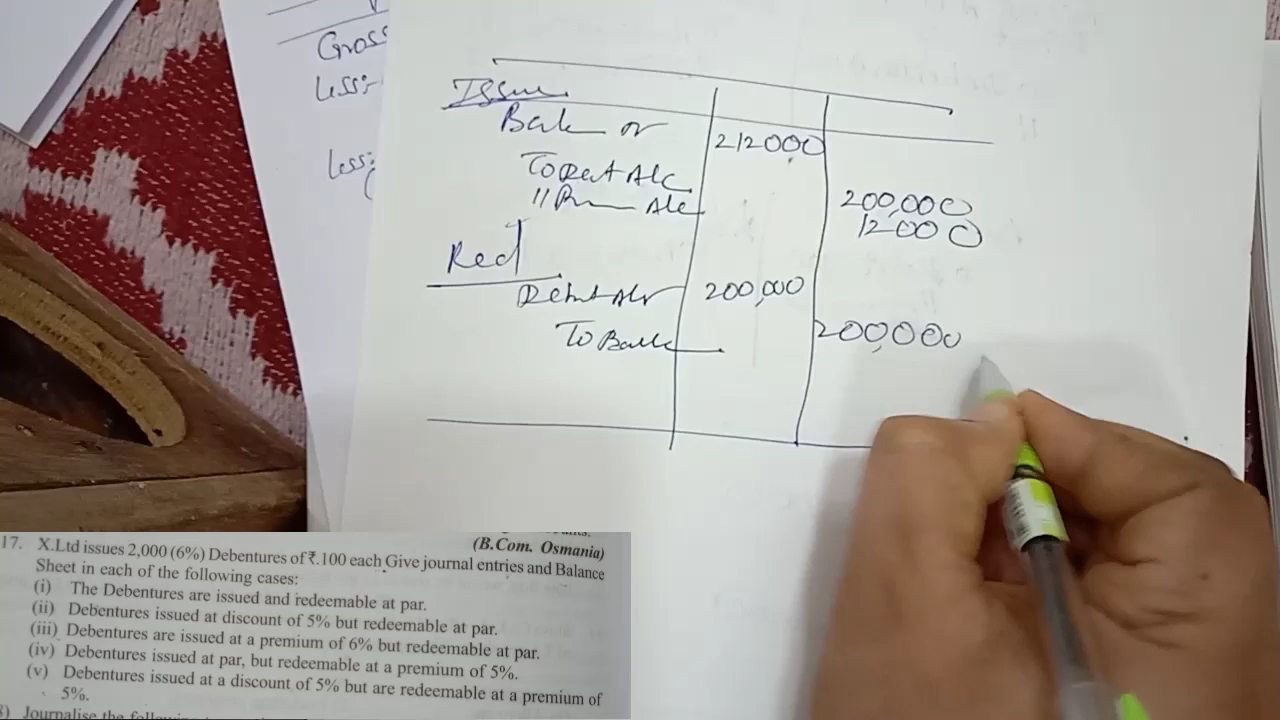 Gross
Less:-
Less:
Issue
Bank Dr 212000
To Deb A/c 200,000
" Prem A/c 12000
Red
Deb A/c 200,000
To Bank 200,000
(B.Com. Osmania)
17. X.Ltd issues 2,000 (6%) Debentures of ₹.100 each Give journal entries and Balance
Sheet in each of the following cases:
(i) The Debentures are issued and redeemable at par.
(ii) Debentures issued at discount of 5% but redeemable at par.
(iii) Debentures are issued at a premium of 6% but redeemable at par.
(iv) Debentures issued at par, but redeemable at a premium of 5%.
(v) Debentures issued at a discount of 5% but are redeemable at a premium of
5%.
Journalise the